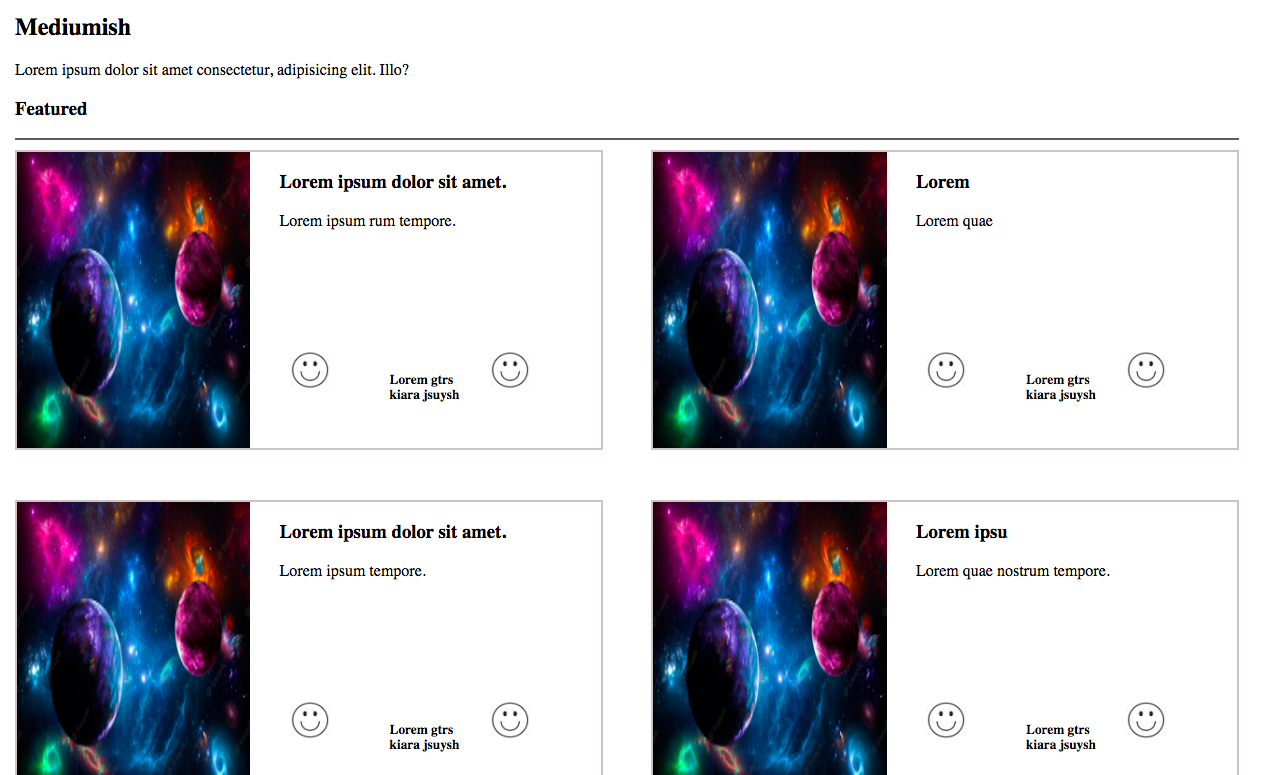 Mediumish
Lorem ipsum dolor sit amet consectetur, adipisicing elit. Illo?
Featured
Lorem ipsum dolor sit amet.
Lorem ipsum rum tempore.
Lorem gtrs
kiara jsuysh
Lorem
Lorem quae
Lorem gtrs
kiara jsuysh
Lorem ipsum dolor sit amet.
Lorem ipsum tempore.
Lorem gtrs
kiara jsuysh
Lorem ipsu
Lorem quae nostrum tempore.
Lorem gtrs
kiara jsuysh